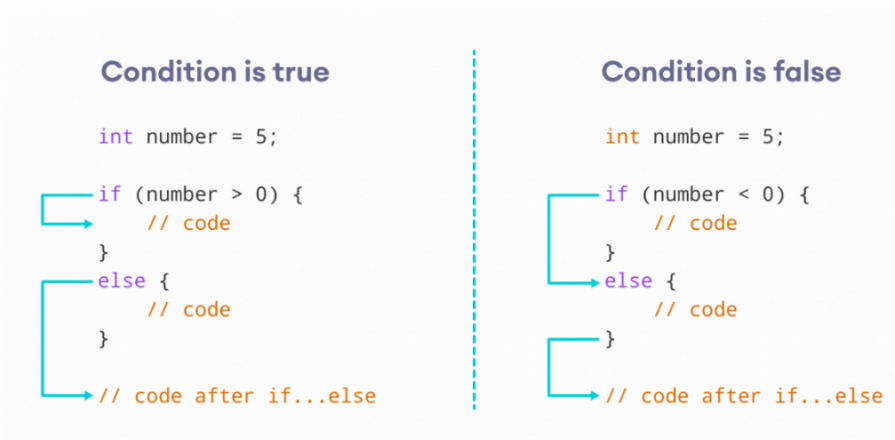 Condition is true
int number = 5;
if (number > 0) {
// code
}
else {
// code
}
// code after if...else
Condition is false
int number = 5;
if (number < 0) {
// code
}
else {
// code
}
// code after if...else